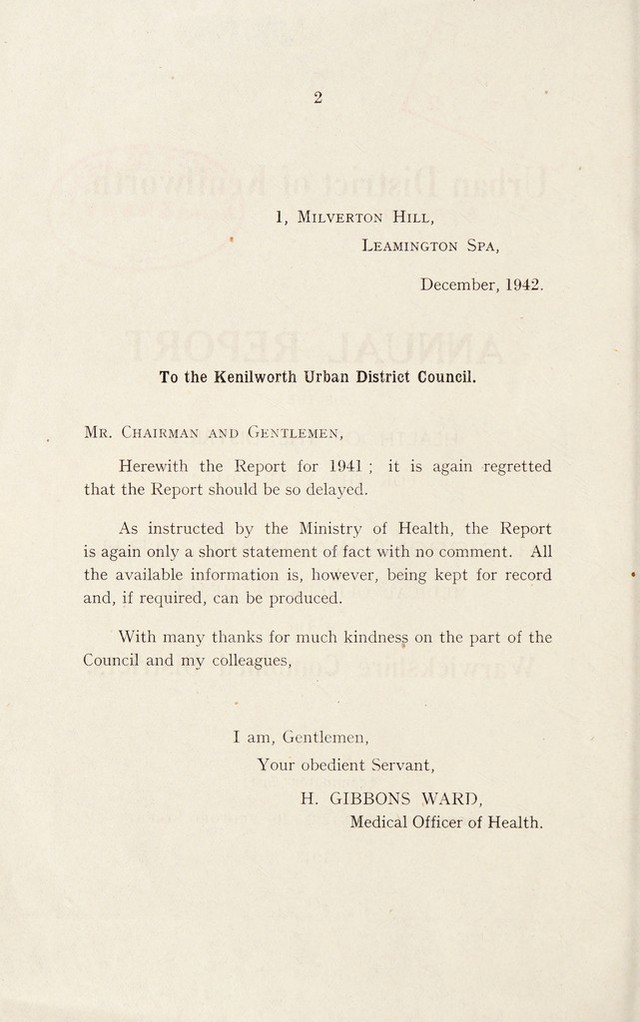 2
1, Milverton Hill,
Leamington Spa,
December, 1942.
To the Kenilworth Urban District Council.
Mr. Chairman and Gentlemen,
Herewith the Report for 1941 ; it is again regretted
that the Report should be so delayed.
As instructed by the Ministry of Health, the Report
is again only a short statement of fact with no comment. All
the available information is, however, being kept for record
and, if required, can be produced.
With many thanks for much kindness on the part of the
Council and my colleagues,
I am, Gentlemen,
Your obedient Servant,
H. GIBBONS WARD,
Medical Officer of Health.